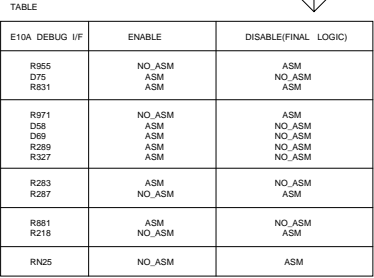 TABLE
E10A DEBUG I/F ENABLE DISABLE(FINAL LOGIC)
R955 NO_ASM ASM
D75 ASM NO_ASM
R831 ASM NO_ASM
R971 NO_ASM ASM
D58 ASM NO_ASM
D69 ASM NO_ASM
R289 ASM NO_ASM
R327 ASM NO_ASM
R283 ASM NO_ASM
R287 NO_ASM ASM
R881 ASM NO_ASM
R218 NO_ASM ASM
RN25 NO_ASM ASM